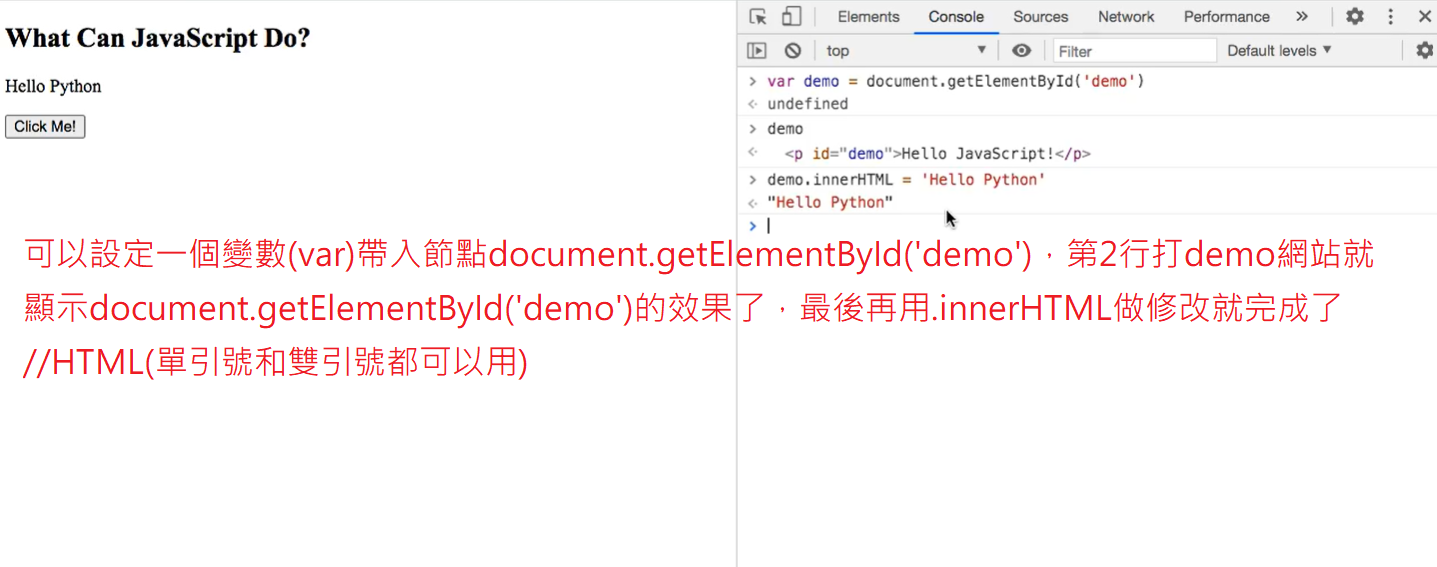 What Can JavaScript Do?
Hello Python
Click Me!
Elements Console Sources Network Performance »
top Filter Default levels
> var demo = document.getElementById('demo')
undefined
> demo
<p id="demo">Hello JavaScript!</p>
> demo.innerHTML = 'Hello Python'
"Hello Python"
>
可以設定一個變數(var)帶入節點document.getElementById('demo')，第2行打demo網站就
顯示document.getElementById('demo')的效果了，最後再用.innerHTML做修改就完成了
//HTML(單引號和雙引號都可以用)